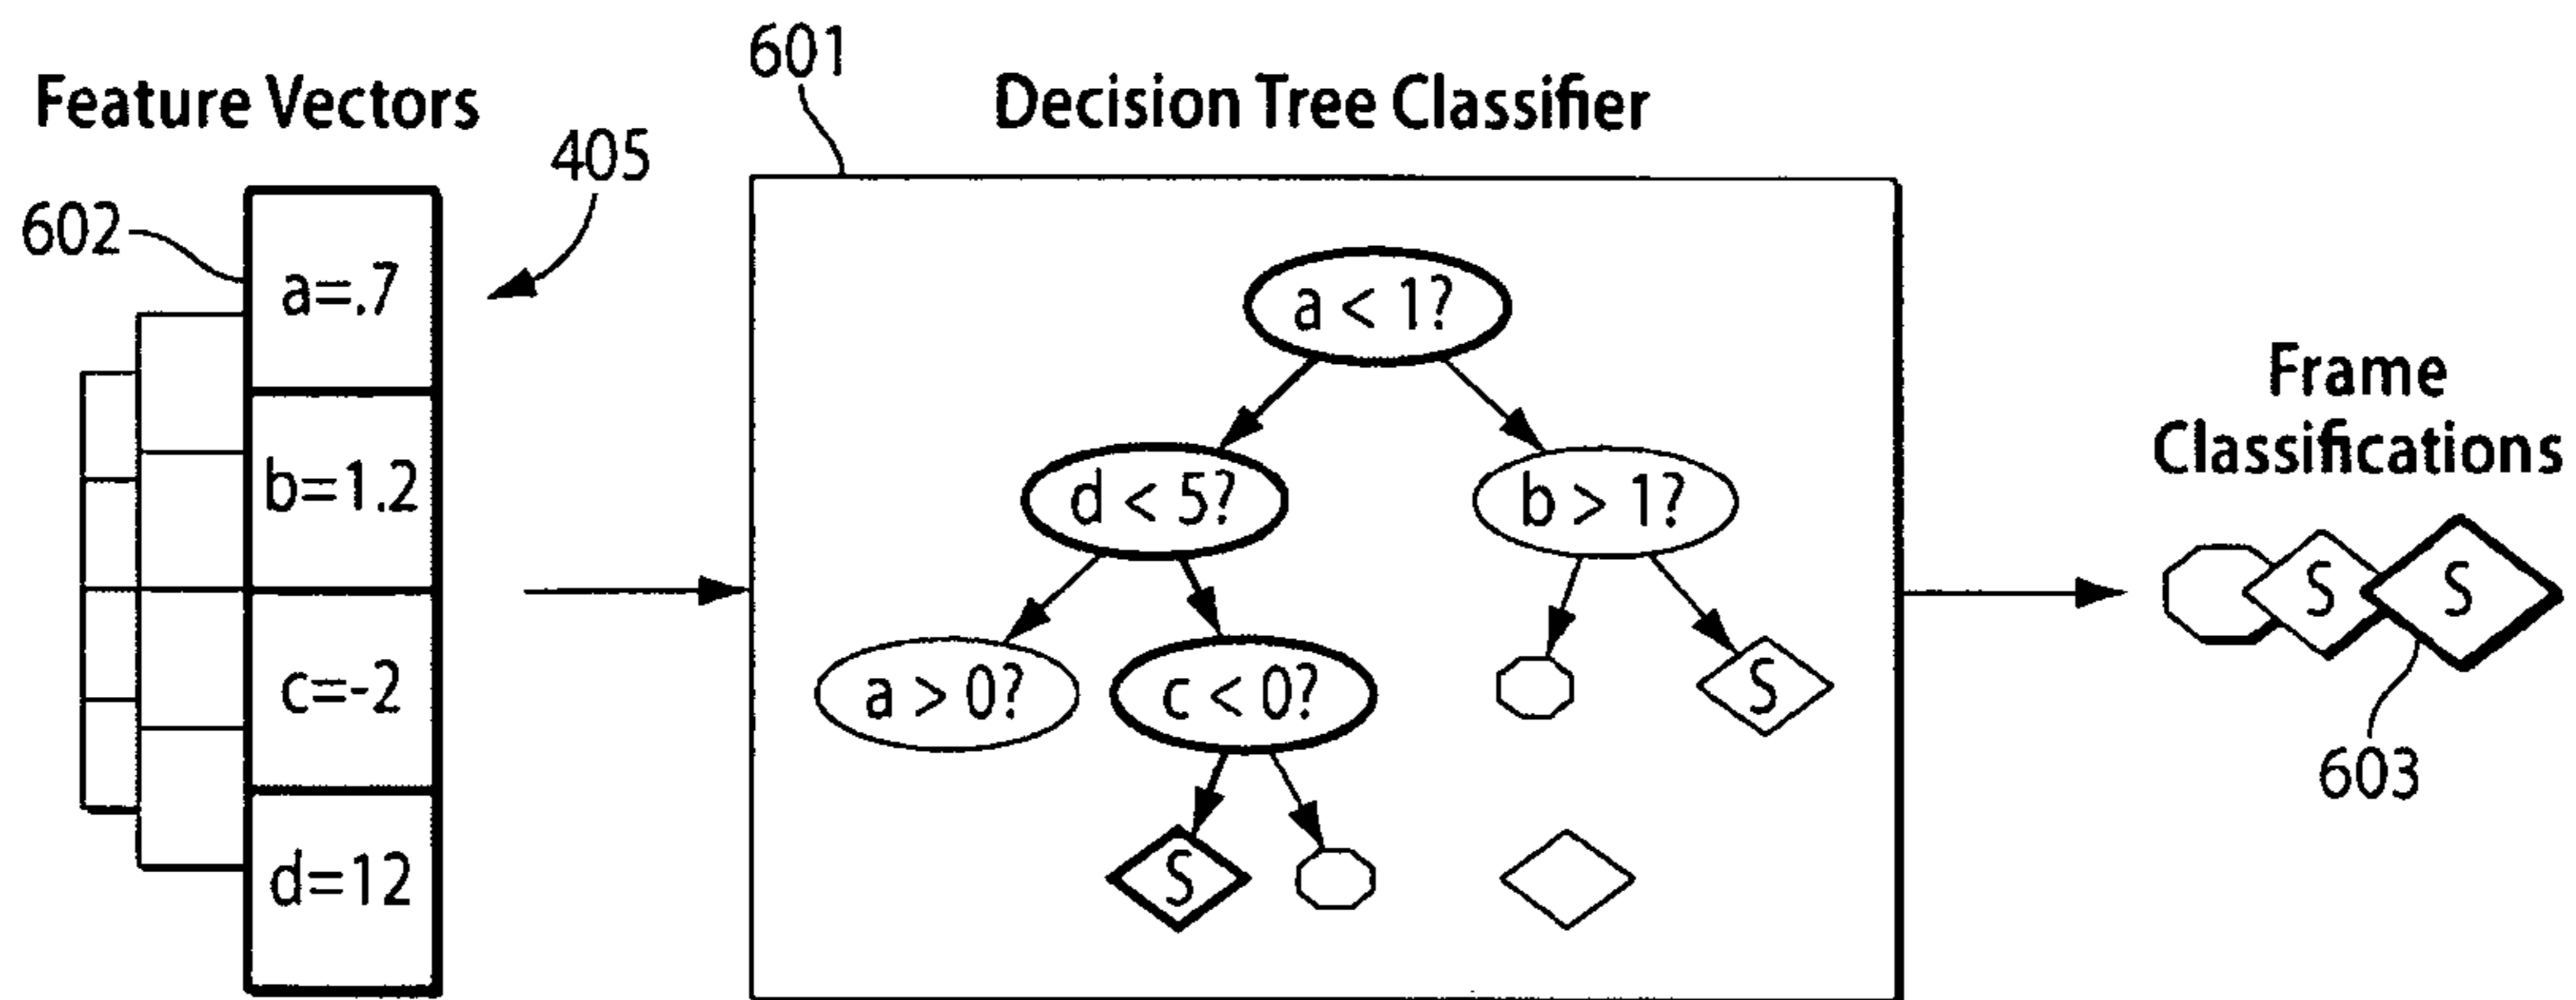 601
Feature Vectors
Decision Tree Classifier
405
602
a=.7
b=1.2
c=-2
d=12
a < 1?
d < 5?
b > 1?
a > 0?
c < 0?
S
S
Frame
Classifications
S
S
603